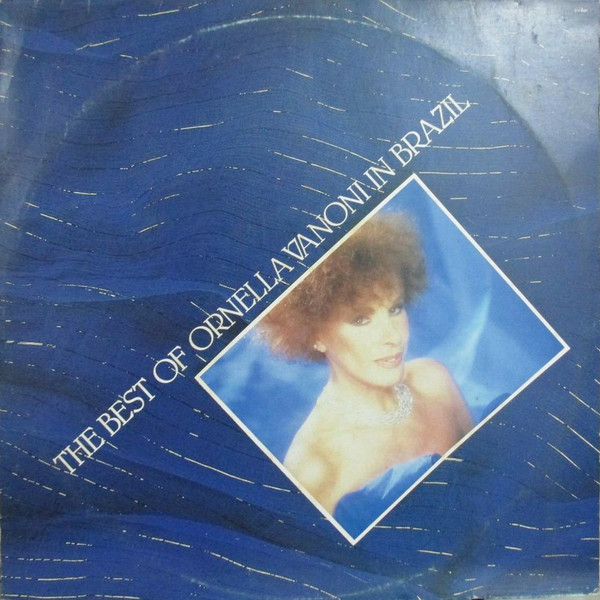 THE BEST OF ORNELLA VANONI IN BRAZIL